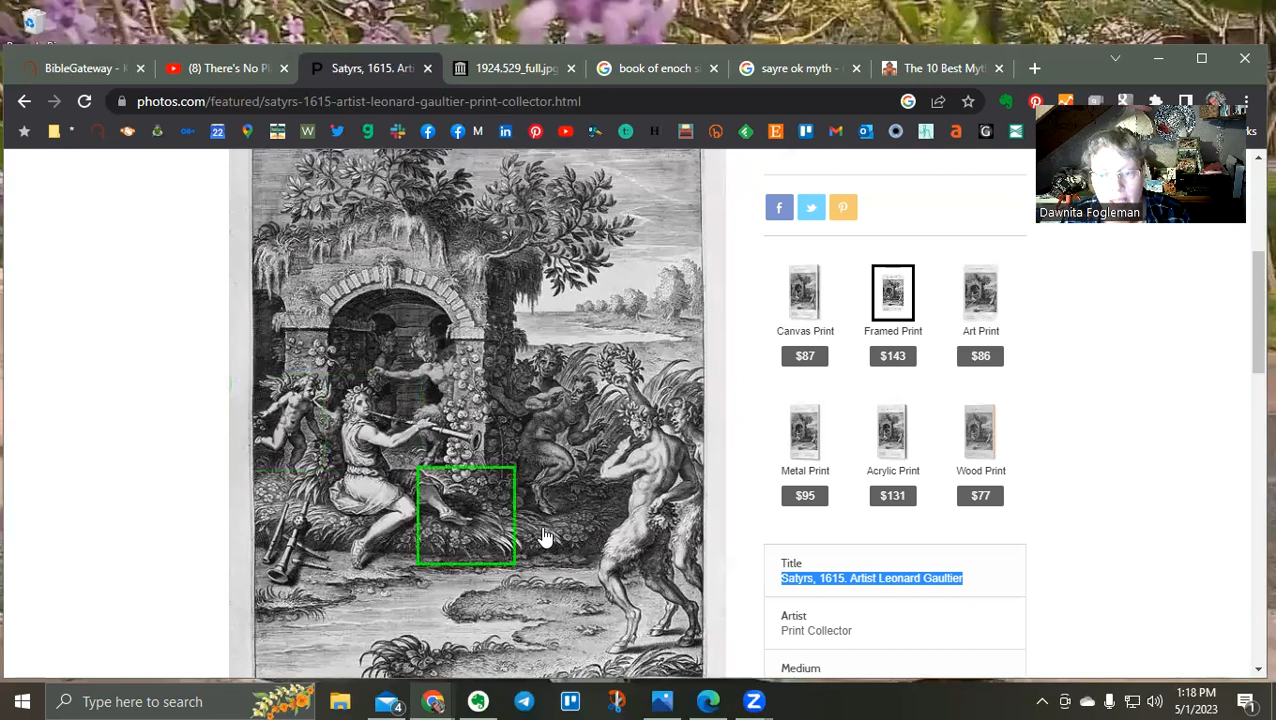 BibleGateway - K
(8) There's No Pl
Satyrs, 1615. Art
1924.529_full.jpg
book of enoch s
sayre ok myth -
The 10 Best Myt
photos.com/featured/satyrs-1615-artist-leonard-gaultier-print-collector.html
22
M
Dawnita Fogleman
Canvas Print
Framed Print
Art Print
$87
$143
$86
Metal Print
Acrylic Print
Wood Print
$95
$131
$77
Title
Satyrs, 1615. Artist Leonard Gaultier
Artist
Print Collector
Medium
Type here to search
4
1:18 PM
5/1/2023
1